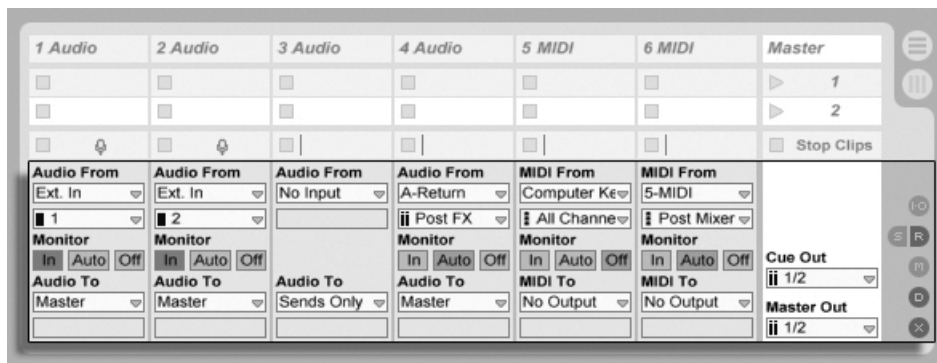 1 Audio 2 Audio 3 Audio 4 Audio 5 MIDI 6 MIDI Master
1
2
Stop Clips
Audio From Audio From Audio From Audio From MIDI From MIDI From
Ext. In Ext. In No Input A-Return Computer Ke 5-MIDI
1 2 Post FX All Channe Post Mixer
I·O
Monitor Monitor Monitor Monitor Monitor
S R
In Auto Off In Auto Off In Auto Off In Auto Off In Auto Off
Cue Out
Audio To Audio To Audio To Audio To MIDI To MIDI To
M
1/2
Master Master Sends Only Master No Output No Output
D
Master Out
1/2
X